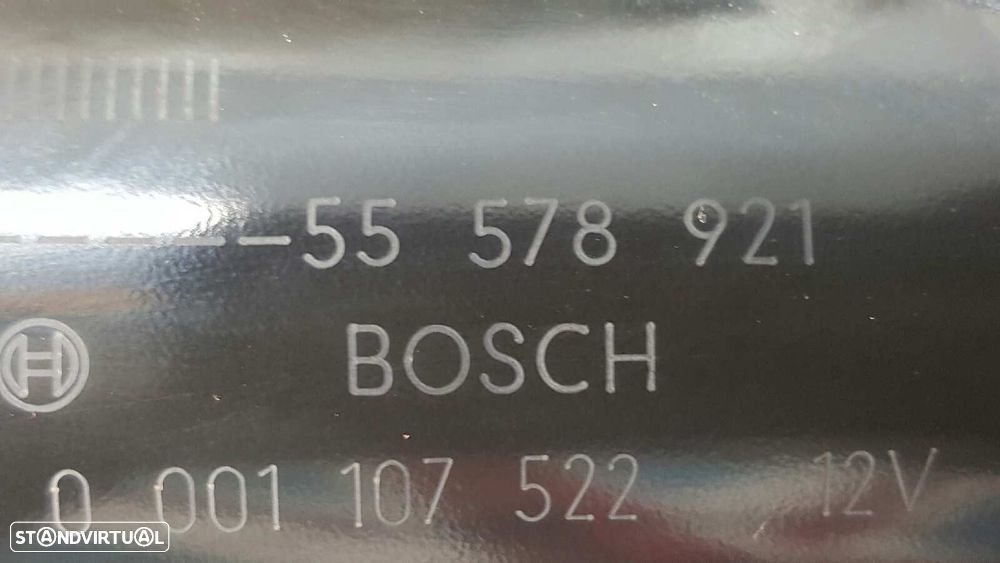 ------55 578 921
BOSCH
0 001 107 522 12V
STANDVIRTUAL